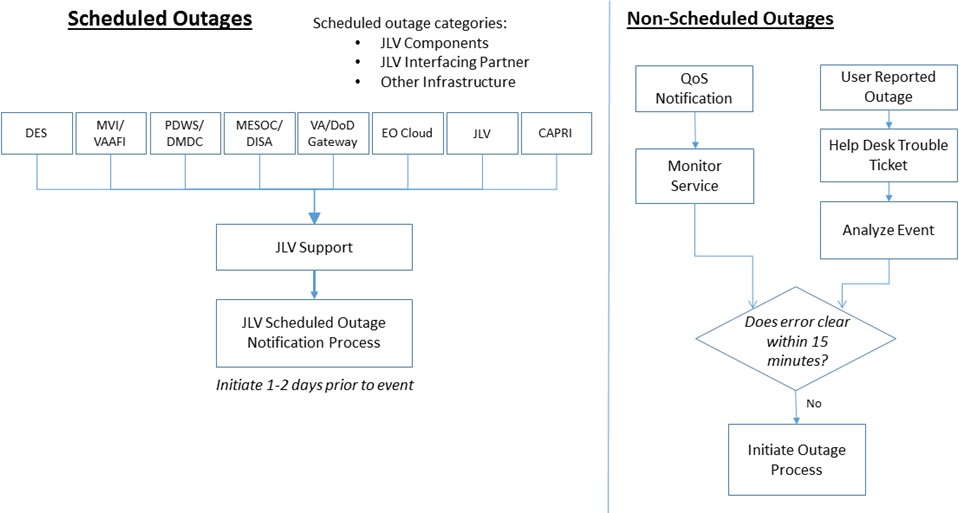 Scheduled Outages
Scheduled outage categories:
• JLV Components
• JLV Interfacing Partner
• Other Infrastructure
DES
MVI/
VAAFI
PDWS/
DMDC
MESOC/
DISA
VA/DoD
Gateway
EO Cloud
JLV
CAPRI
JLV Support
JLV Scheduled Outage
Notification Process
Initiate 1-2 days prior to event
Non-Scheduled Outages
QoS
Notification
Monitor
Service
User Reported
Outage
Help Desk Trouble
Ticket
Analyze Event
Does error clear
within 15
minutes?
No
Initiate Outage
Process